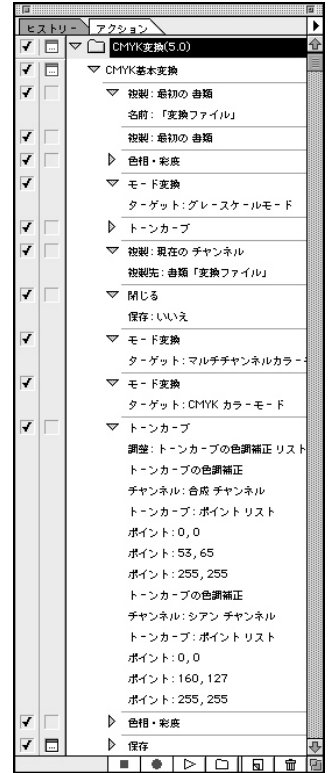 ヒストリー アクション
CMYK変換(5.0)
CMYK基本変換
複製:最初の 書類
名前:「変換ファイル」
複製:最初の 書類
色相・彩度
モード変換
ターゲット:グレースケールモード
トーンカーブ
複製:現在の チャンネル
複製先:書類「変換ファイル」
閉じる
保存:いいえ
モード変換
ターゲット:マルチチャンネルカラー
モード変換
ターゲット:CMYK カラーモード
トーンカーブ
調整:トーンカーブの色調補正 リスト
トーンカーブの色調補正
チャンネル:合成 チャンネル
トーンカーブ:ポイント リスト
ポイント:0,0
ポイント:53,65
ポイント:255,255
トーンカーブの色調補正
チャンネル:シアン チャンネル
トーンカーブ:ポイント リスト
ポイント:0,0
ポイント:160,127
ポイント:255,255
色相・彩度
保存